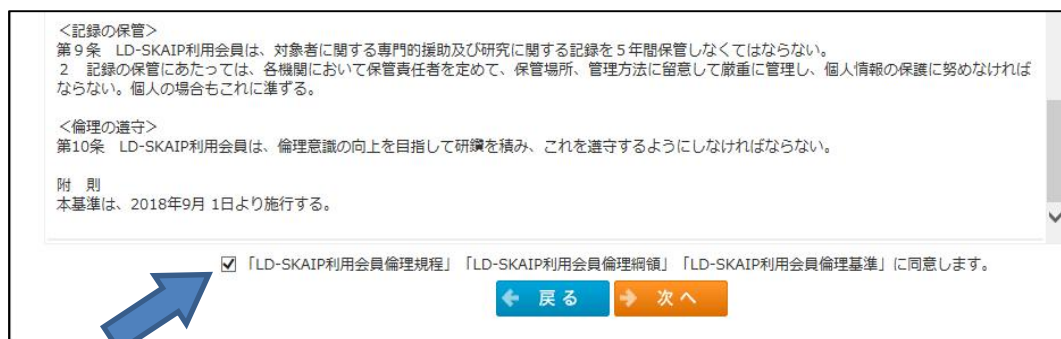 <記録の保管>
第９条　LD-SKAIP利用会員は、対象者に関する専門的援助及び研究に関する記録を５年間保管しなくてはならない。
２　記録の保管にあたっては、各機関において保管責任者を定めて、保管場所、管理方法に留意して厳重に管理し、個人情報の保護に努めなければ
ならない。個人の場合もこれに準ずる。
<倫理の遵守>
第10条　LD-SKAIP利用会員は、倫理意識の向上を目指して研鑽を積み、これを遵守するようにしなければならない。
附　則
本基準は、2018年9月 1日より施行する。
「LD-SKAIP利用会員倫理規程」「LD-SKAIP利用会員倫理綱領」「LD-SKAIP利用会員倫理基準」に同意します。
戻る 次へ